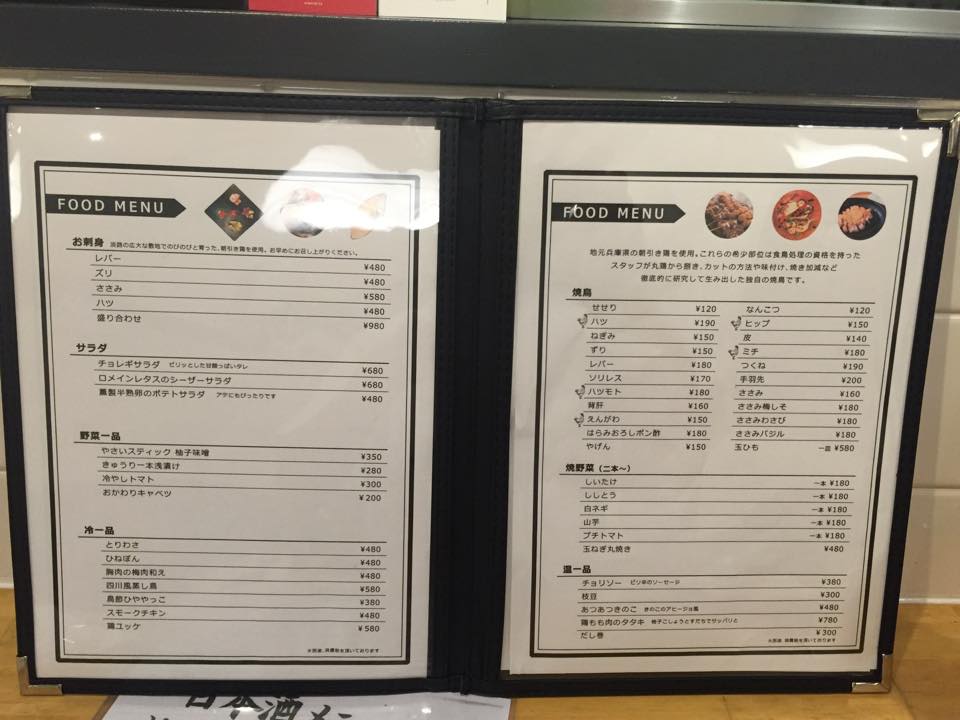 FOOD MENU
お刺身 淡路の広大な敷地でのびのびと育った、朝引き鶏を使用。お早めにお召し上がりください。
レバー ¥480
ズリ ¥480
ささみ ¥580
ハツ ¥480
盛り合わせ ¥980
サラダ
チョレギサラダ ピリッとした甘酸っぱいタレ ¥680
ロメインレタスのシーザーサラダ ¥680
薫製半熟卵のポテトサラダ アテにもぴったりです ¥480
野菜一品
やさいスティック 柚子味噌 ¥350
きゅうり一本浅漬け ¥280
冷やしトマト ¥300
おかわりキャベツ ¥200
冷一品
とりわさ ¥480
ひねぽん ¥480
胸肉の梅肉和え ¥480
四川風蒸し鳥 ¥580
鳥節ひややっこ ¥380
スモークチキン ¥480
鶏ユッケ ¥580
FOOD MENU
地元兵庫県の朝引き鶏を使用。これらの希少部位は食鳥処理の資格を持った
スタッフが丸鶏から捌き、カットの方法や味付け、焼き加減など
徹底的に研究して生み出した独自の焼鳥です。
焼鳥
せせり ¥120
ハツ ¥190
ねぎみ ¥150
ずり ¥150
レバー ¥180
ソリレス ¥170
ハツモト ¥180
背肝 ¥160
えんがわ ¥150
はらみおろしポン酢 ¥180
やげん ¥150
なんこつ ¥120
ヒップ ¥150
皮 ¥140
ミチ ¥180
つくね ¥190
手羽先 ¥200
ささみ ¥160
ささみ梅しそ ¥180
ささみわさび ¥180
ささみバジル ¥180
玉ひも 一皿 ¥580
焼野菜(二本〜)
しいたけ 一本 ¥180
ししとう 一本 ¥180
白ネギ 一本 ¥180
山芋 一本 ¥180
プチトマト 一本 ¥180
玉ねぎ丸焼き ¥480
温一品
チョリソー ピリ辛のソーセージ ¥380
枝豆 ¥300
あつあつきのこ きのこのアヒージョ風 ¥480
鶏もも肉のタタキ 柚子こしょうとすだちでサッパリと ¥780
だし巻 ¥300
日本酒メニ